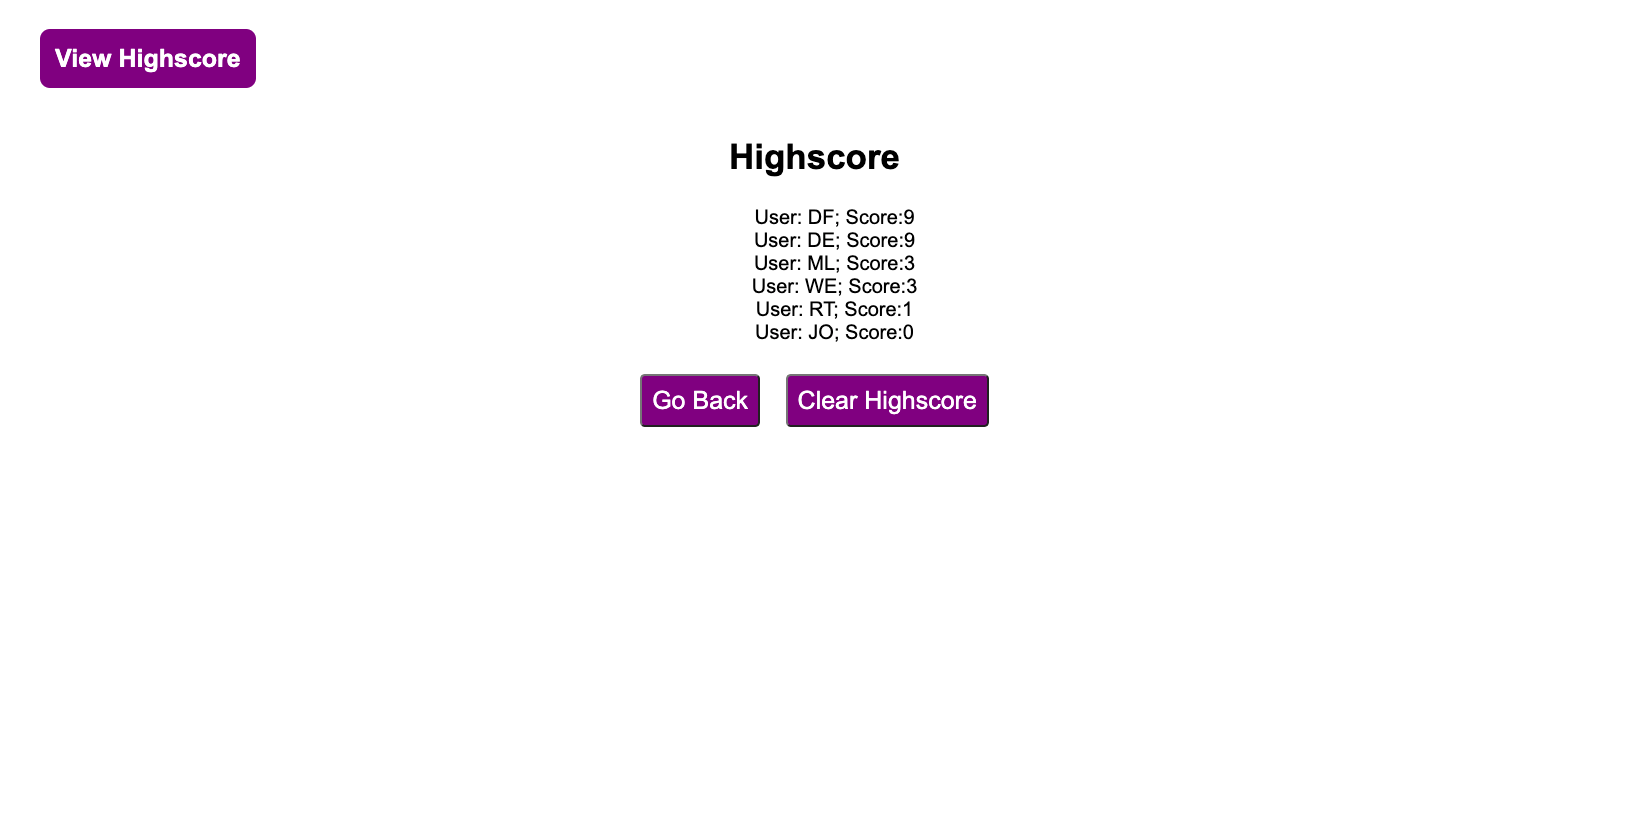 View Highscore
Highscore
User: DF; Score:9
User: DE; Score:9
User: ML; Score:3
User: WE; Score:3
User: RT; Score:1
User: JO; Score:0
Go Back
Clear Highscore